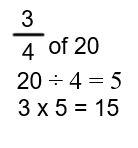 3/4 of 20
20 ÷ 4 = 5
3 x 5 = 15